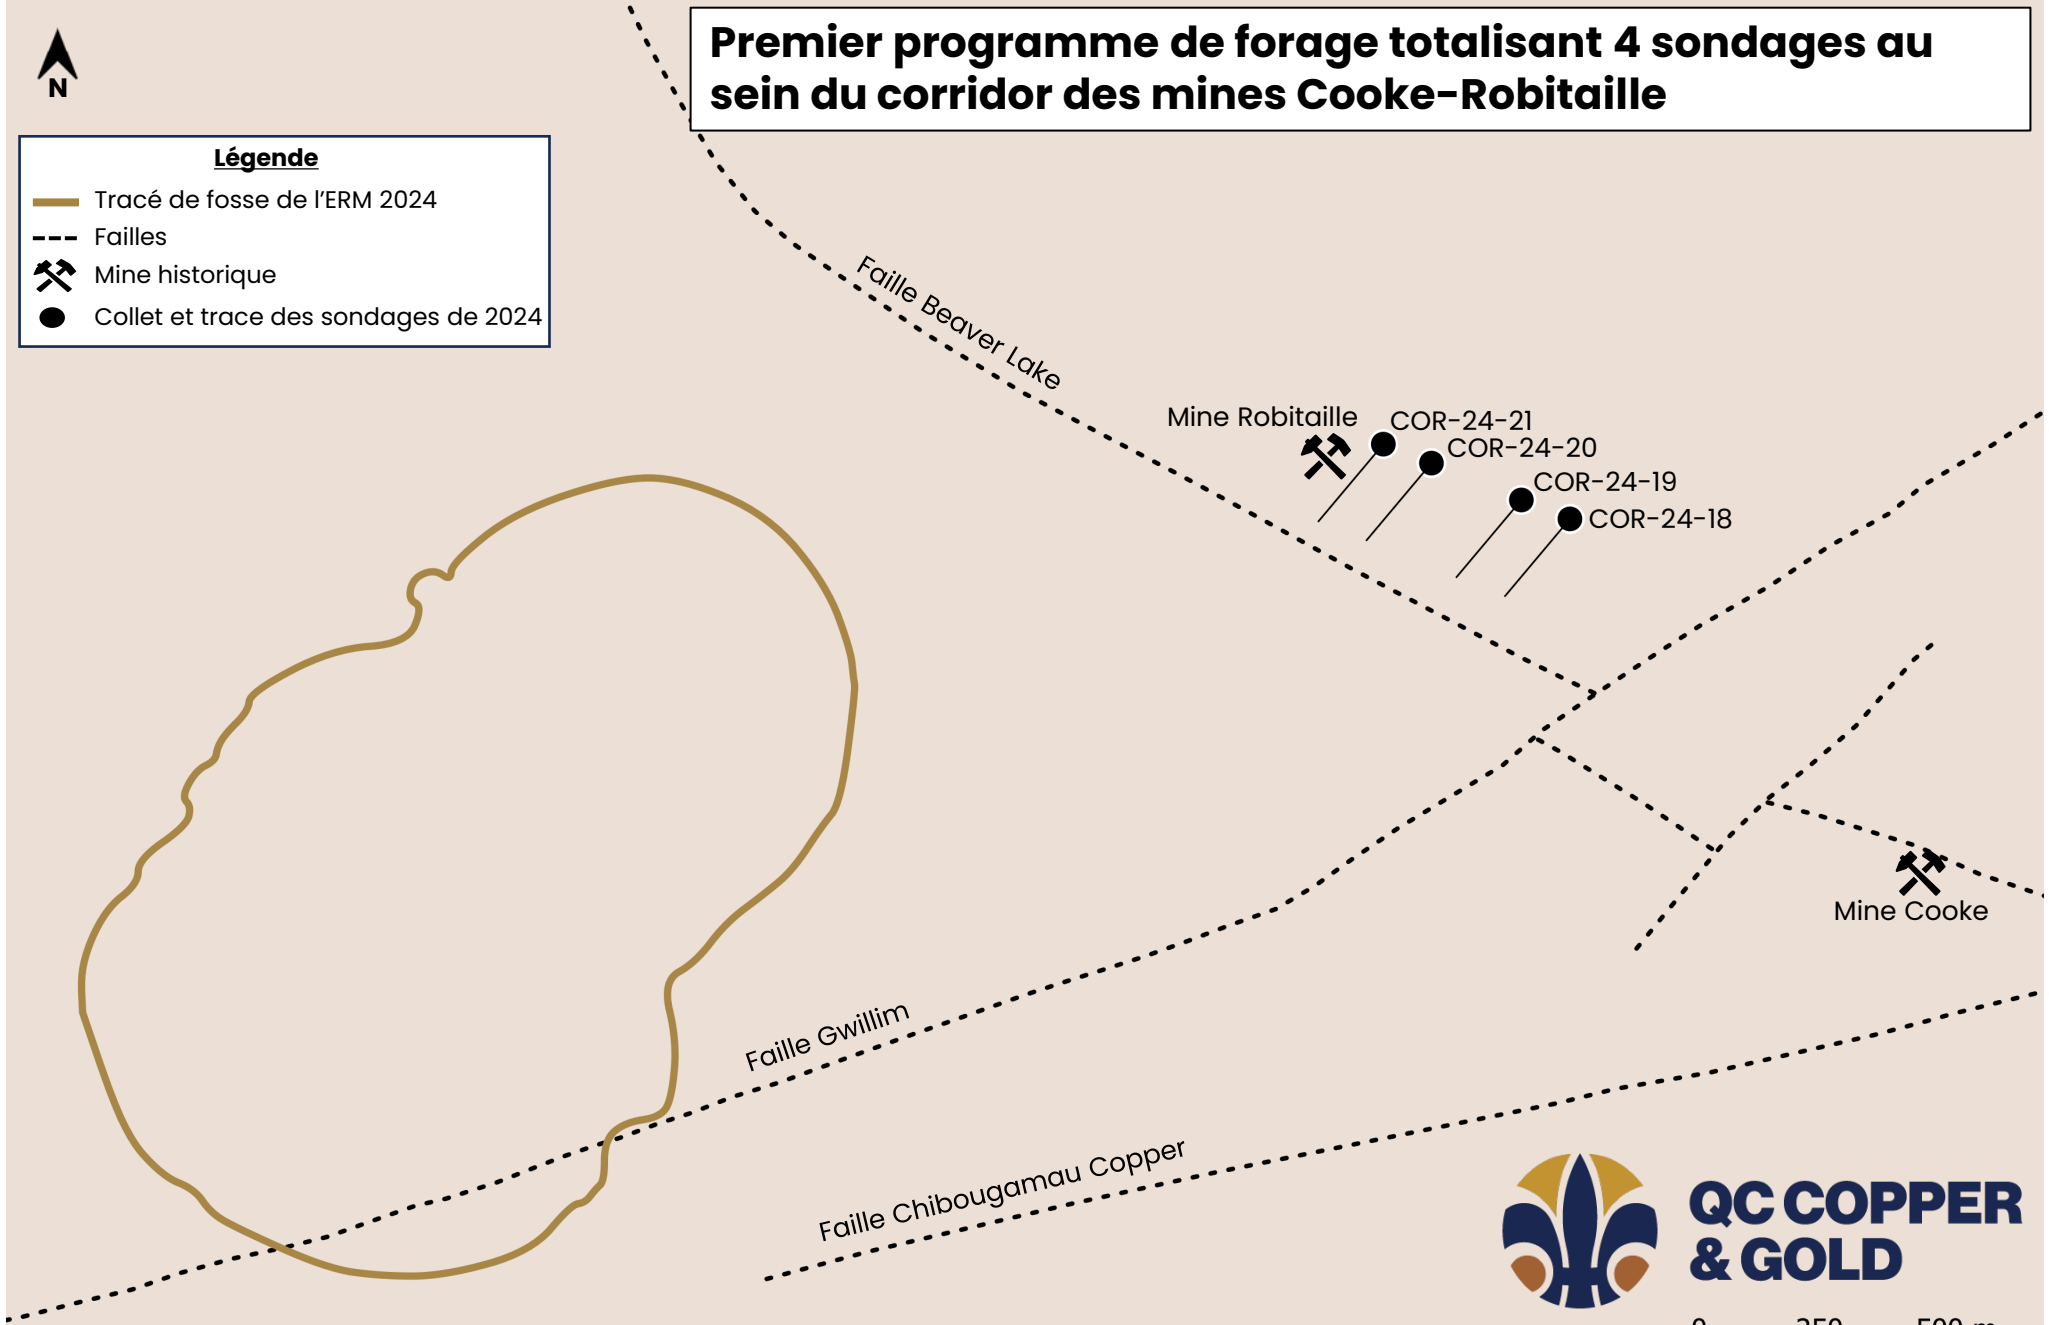 Premier programme de forage totalisant 4 sondages au
sein du corridor des mines Cooke-Robitaille
N
Légende
Tracé de fosse de l'ERM 2024
Failles
Mine historique
Collet et trace des sondages de 2024
Faille Beaver Lake
Mine Robitaille
COR-24-21
COR-24-20
COR-24-19
COR-24-18
Mine Cooke
Faille Gwillim
Faille Chibougamau Copper
QC COPPER
& GOLD
0 250 500 m